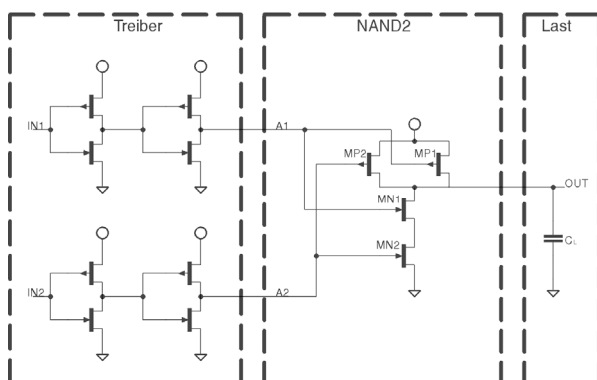 Treiber
NAND2
Last
IN1
A1
MP2
MP1
OUT
MN1
MN2
CL
IN2
A2